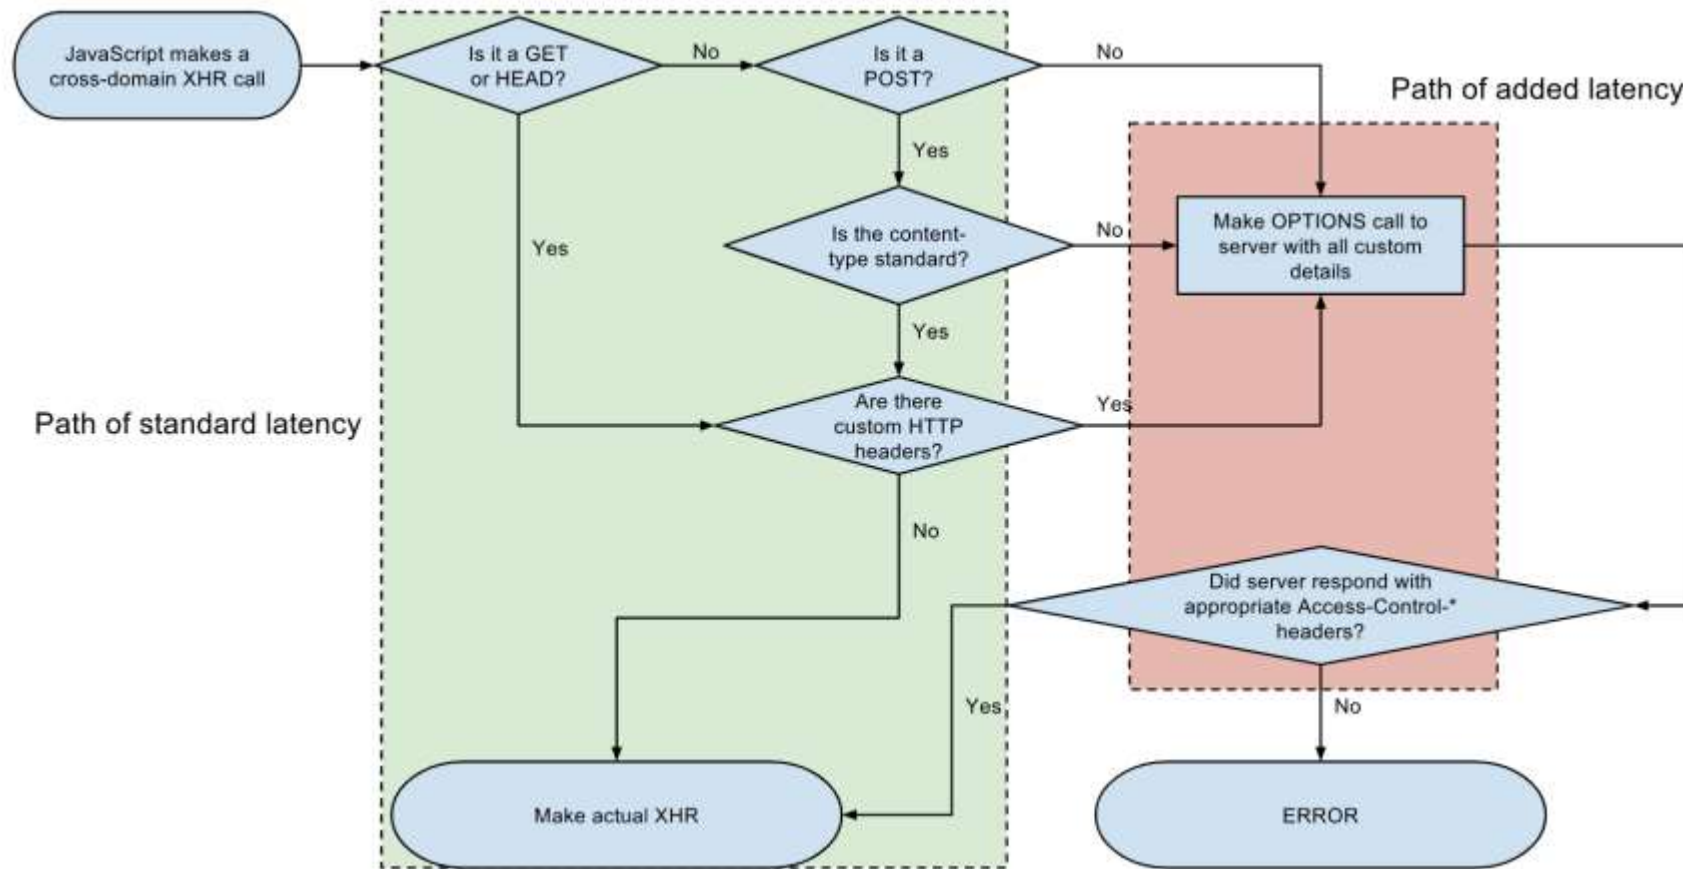 JavaScript makes a
cross-domain XHR call
Is it a GET
or HEAD?
No
Is it a
POST?
No
Path of added latency
Yes
Yes
Is the content-
type standard?
No
Make OPTIONS call to
server with all custom
details
Yes
Path of standard latency
Are there
custom HTTP
headers?
Yes
No
Did server respond with
appropriate Access-Control-*
headers?
Yes
No
Make actual XHR
ERROR